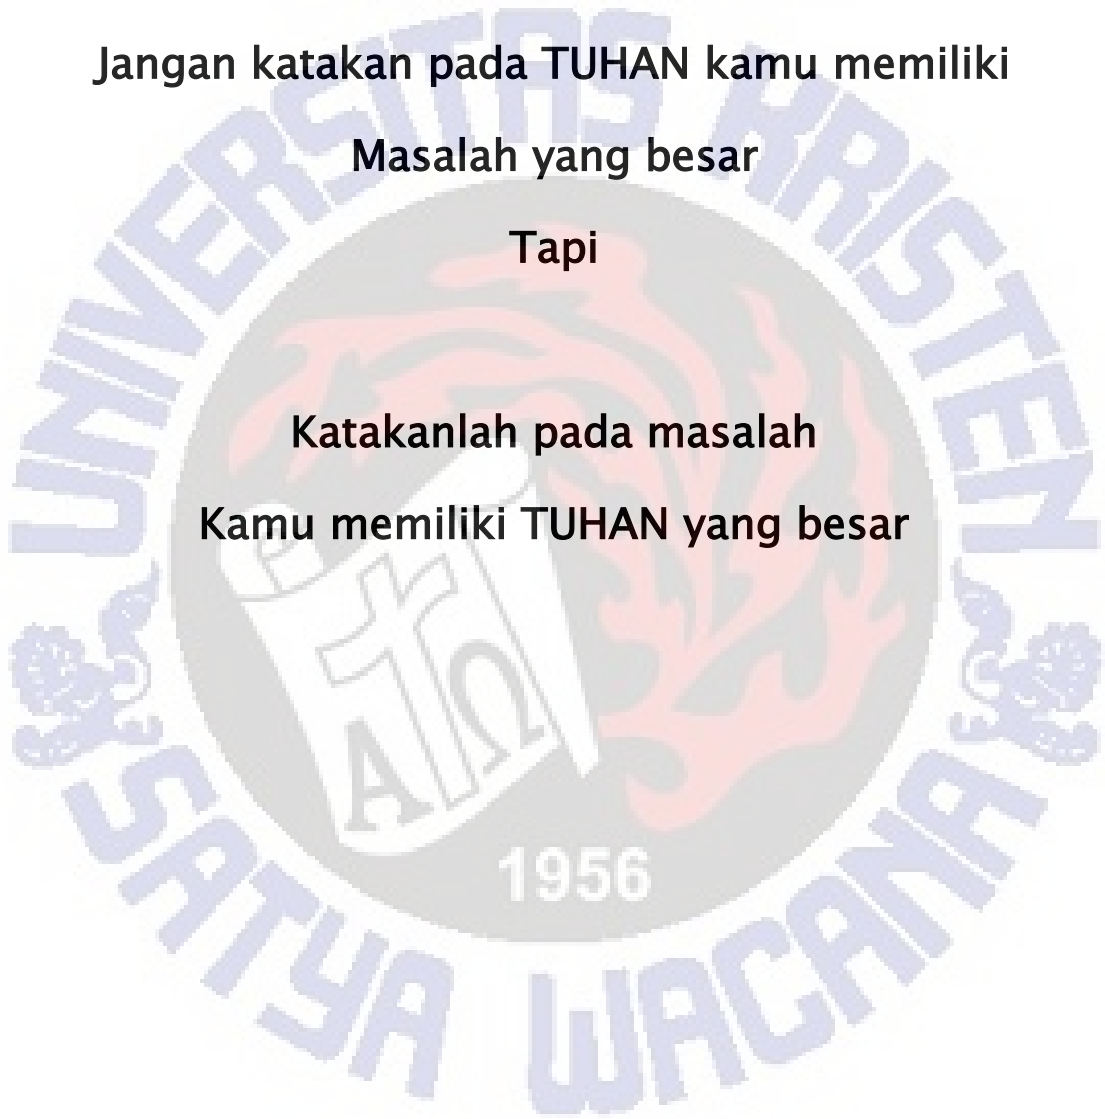 Jangan katakan pada TUHAN kamu memiliki
Masalah yang besar
Tapi
Katakanlah pada masalah
Kamu memiliki TUHAN yang besar
UNIVERSITAS KRISTEN
SATYA WACANA
Α Ω
1956